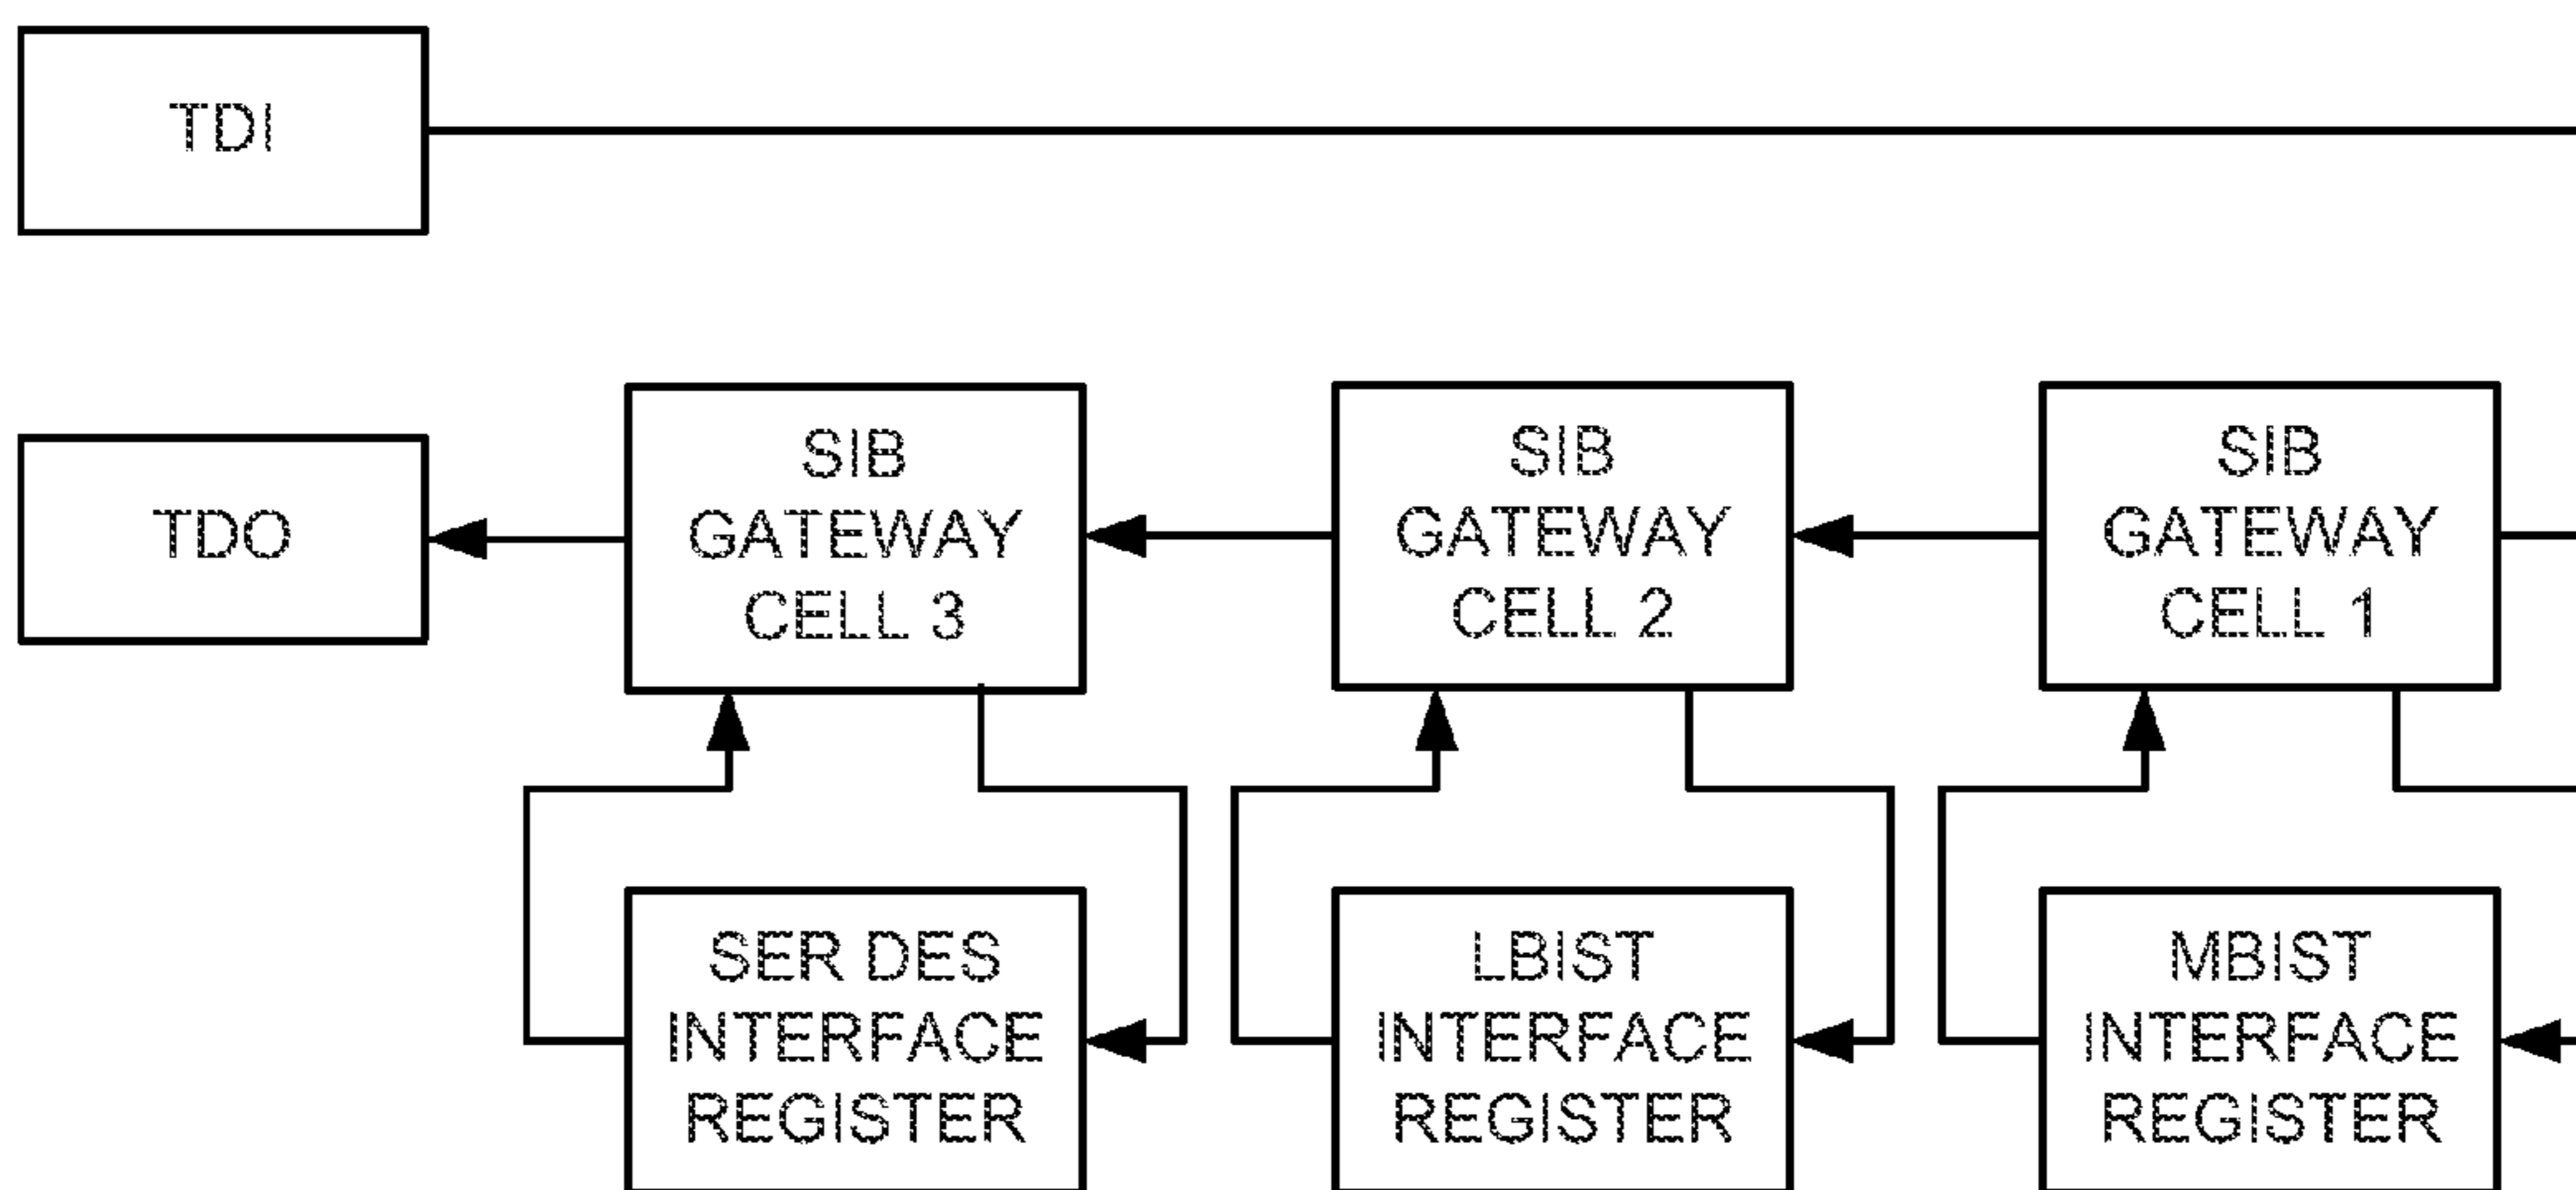 TDI
TDO
SIB
GATEWAY
CELL 3
SIB
GATEWAY
CELL 2
SIB
GATEWAY
CELL 1
SER DES
INTERFACE
REGISTER
LBIST
INTERFACE
REGISTER
MBIST
INTERFACE
REGISTER